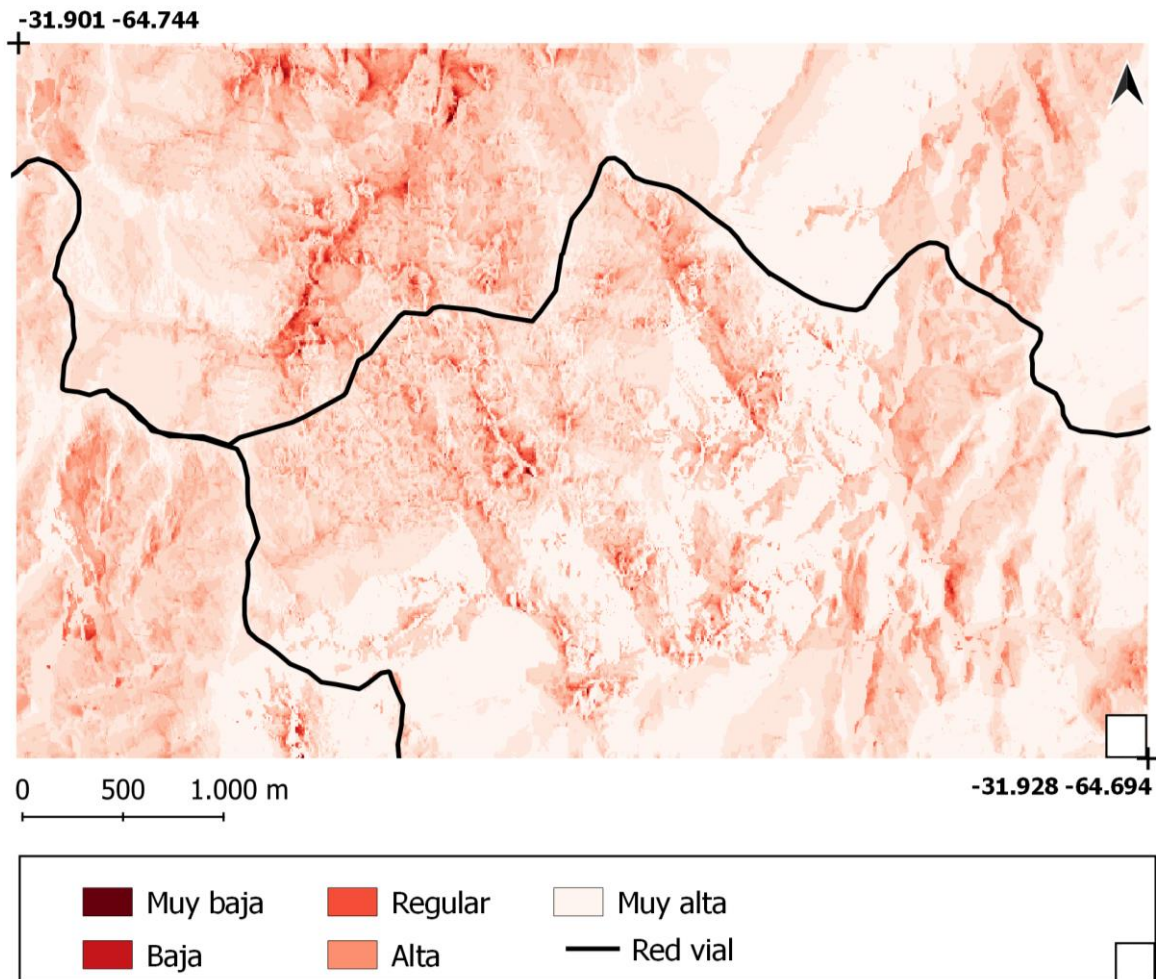 -31.901 -64.744
0 500 1.000 m
-31.928 -64.694
Muy baja
Regular
Muy alta
Baja
Alta
Red vial